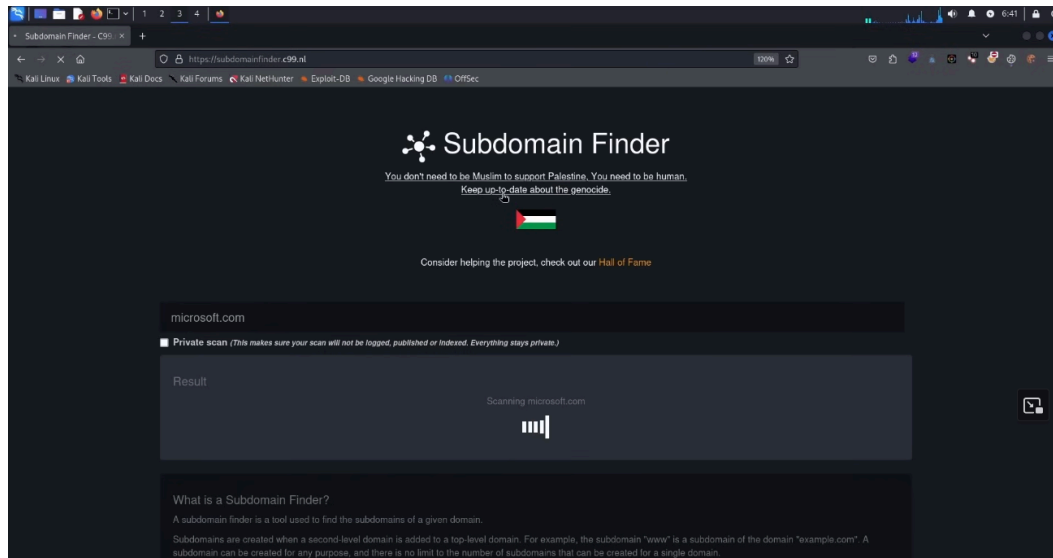 1 2 3 4
6:41
Subdomain Finder - C99.
https://subdomainfinder.c99.nl
120%
Kali Linux Kali Tools Kali Docs Kali Forums Kali NetHunter Exploit-DB Google Hacking DB OffSec
Subdomain Finder
You don't need to be Muslim to support Palestine, You need to be human.
Keep up-to-date about the genocide.
Consider helping the project, check out our Hall of Fame
microsoft.com
Private scan (This makes sure your scan will not be logged, published or indexed. Everything stays private.)
Result
Scanning microsoft.com
What is a Subdomain Finder?
A subdomain finder is a tool used to find the subdomains of a given domain.
Subdomains are created when a second-level domain is added to a top-level domain. For example, the subdomain "www" is a subdomain of the domain "example.com". A
subdomain can be created for any purpose, and there is no limit to the number of subdomains that can be created for a single domain.